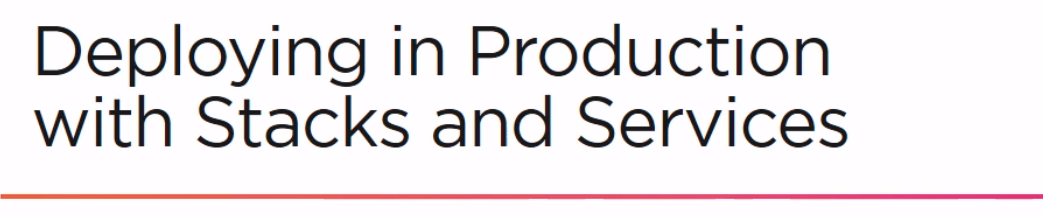 Deploying in Production
with Stacks and Services